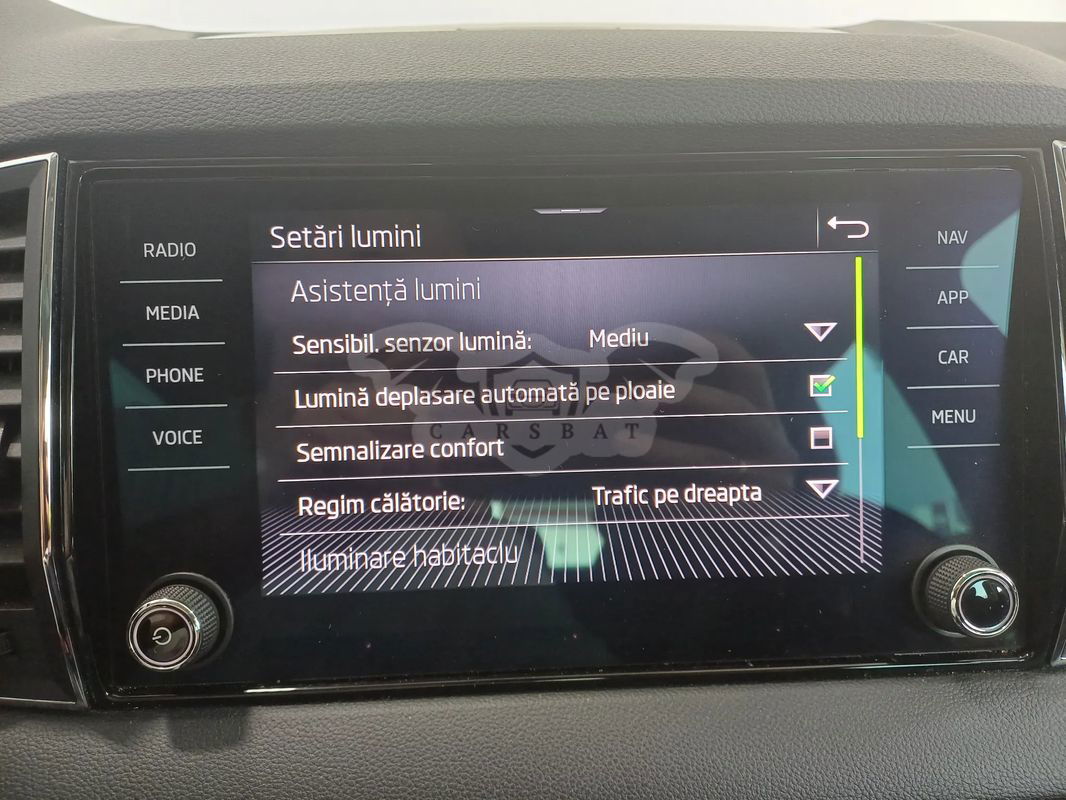 Setări lumini
RADIO
MEDIA
PHONE
VOICE
Asistență lumini
Sensibil. senzor lumină: Mediu
Lumină deplasare automată pe ploaie
Semnalizare confort
Regim călătorie: Trafic pe dreapta
Iluminare habitaclu
NAV
APP
CAR
MENU
CARSBAT